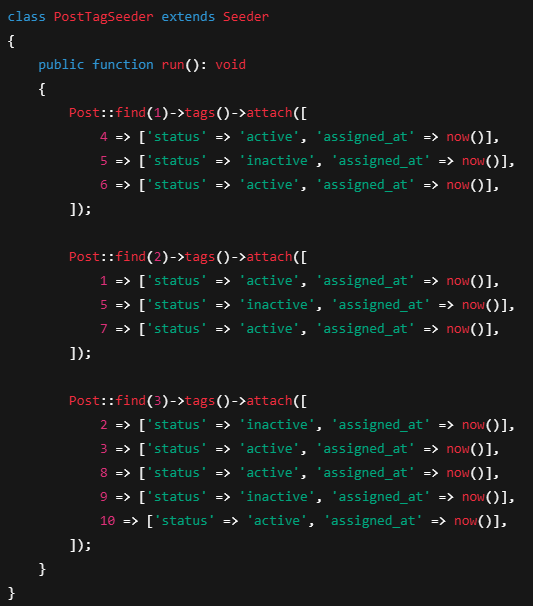 class PostTagSeeder extends Seeder
{
    public function run(): void
    {
        Post::find(1)->tags()->attach([
            4 => ['status' => 'active', 'assigned_at' => now()],
            5 => ['status' => 'inactive', 'assigned_at' => now()],
            6 => ['status' => 'active', 'assigned_at' => now()],
        ]);

        Post::find(2)->tags()->attach([
            1 => ['status' => 'active', 'assigned_at' => now()],
            5 => ['status' => 'inactive', 'assigned_at' => now()],
            7 => ['status' => 'active', 'assigned_at' => now()],
        ]);

        Post::find(3)->tags()->attach([
            2 => ['status' => 'inactive', 'assigned_at' => now()],
            3 => ['status' => 'active', 'assigned_at' => now()],
            8 => ['status' => 'active', 'assigned_at' => now()],
            9 => ['status' => 'inactive', 'assigned_at' => now()],
            10 => ['status' => 'active', 'assigned_at' => now()],
        ]);
    }
}